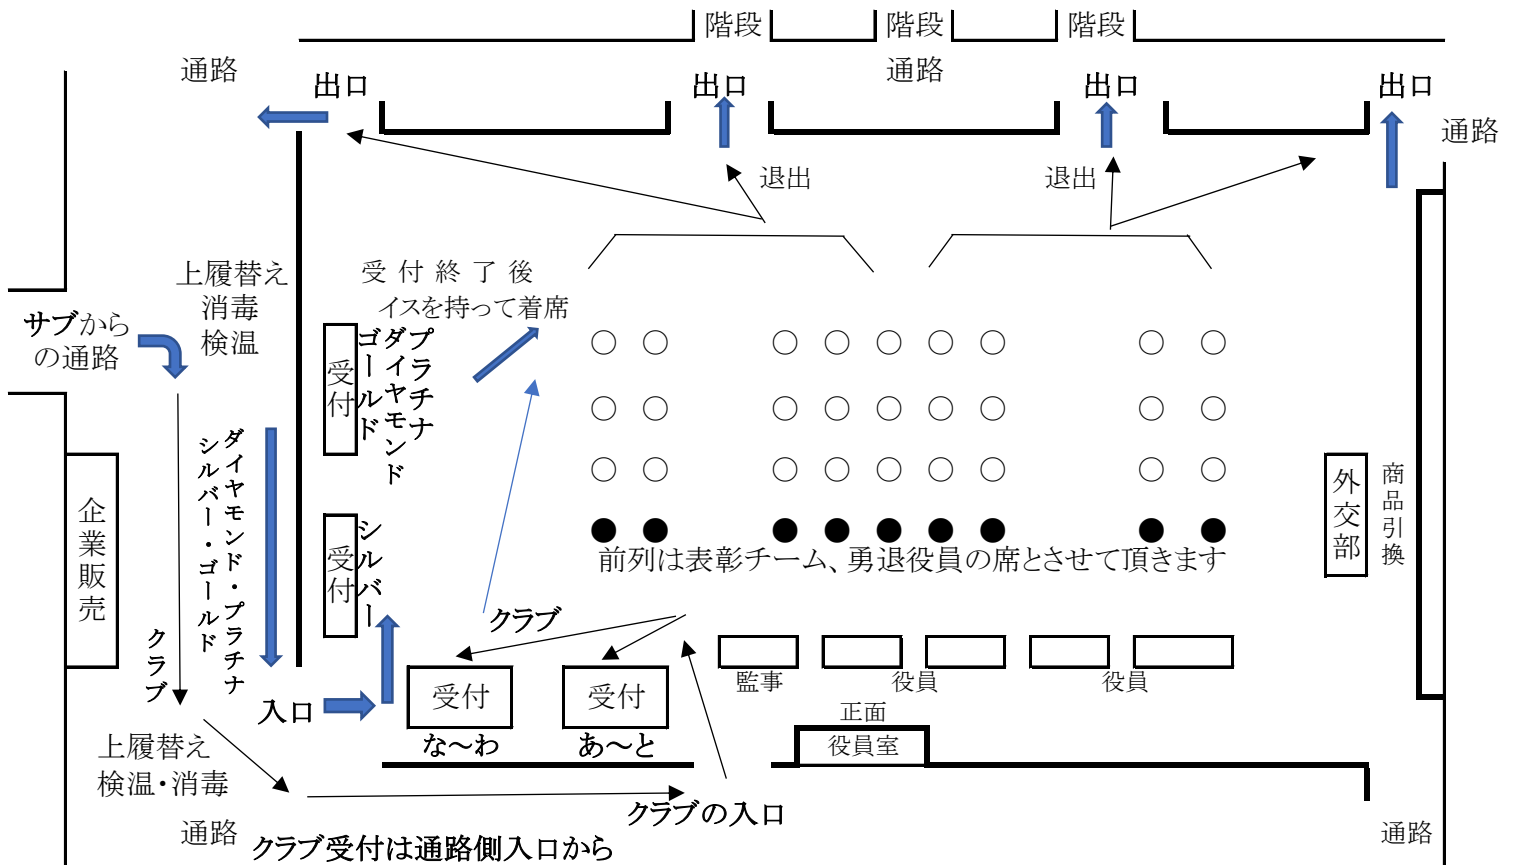 階段
階段
階段
通路
通路
出口
出口
出口
出口
通路
退出
退出
上履替え
消毒
検温
受付終了後
イスを持って着席
サブから
の通路
受付
ゴールド
ダイヤモンド
プラチナ
ダイヤモンド・プラチナ
シルバー・ゴールド
企業販売
受付
シルバー
外交部
商品引換
前列は表彰チーム、勇退役員の席とさせて頂きます
クラブ
クラブ
監事
役員
役員
入口
受付
受付
な～わ
あ～と
正面
役員室
上履替え
検温・消毒
クラブの入口
通路
クラブ受付は通路側入口から
通路